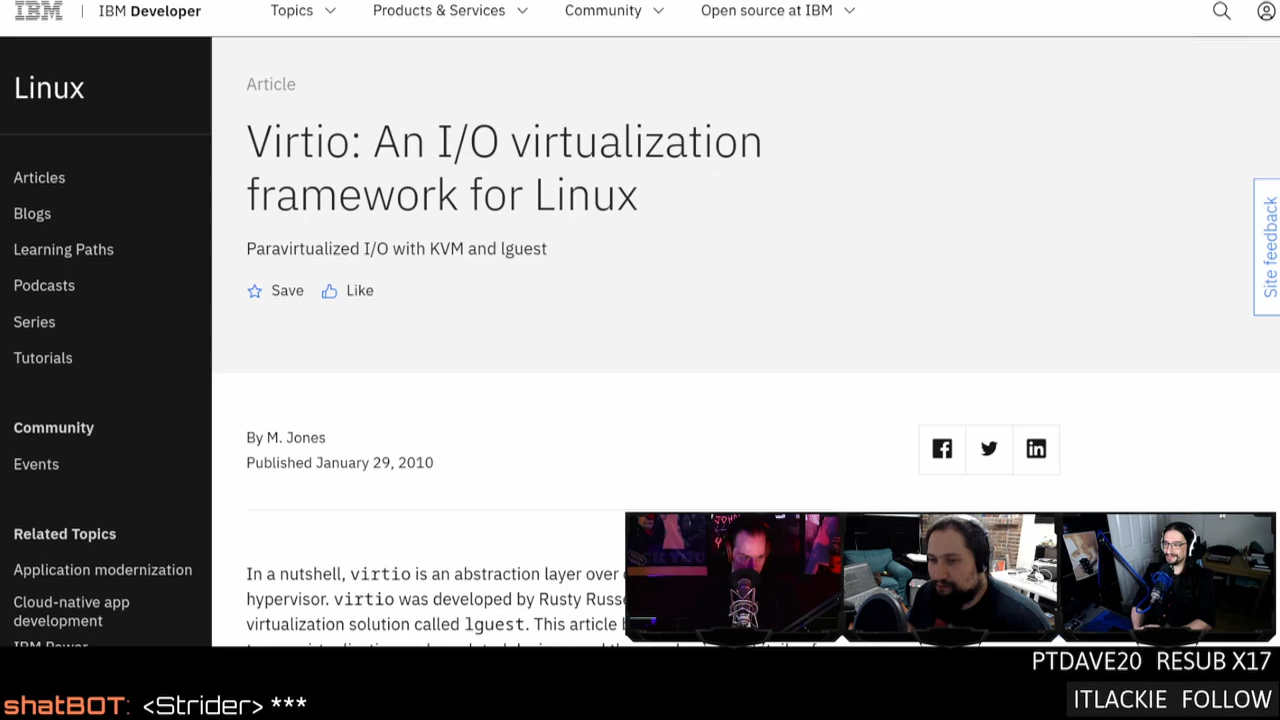 IBM
IBM Developer
Topics
Products & Services
Community
Open source at IBM
Linux
Articles
Blogs
Learning Paths
Podcasts
Series
Tutorials
Community
Events
Related Topics
Application modernization
Cloud-native app
development
IBM Power
Article
Virtio: An I/O virtualization
framework for Linux
Paravirtualized I/O with KVM and lguest
Save
Like
Site feedback
By M. Jones
Published January 29, 2010
In a nutshell, virtio is an abstraction layer over
hypervisor. virtio was developed by Rusty Russe
virtualization solution called lguest. This article
PTDAVE20 RESUB X17
ITLACKIE FOLLOW
shatBOT: <Strider> ***